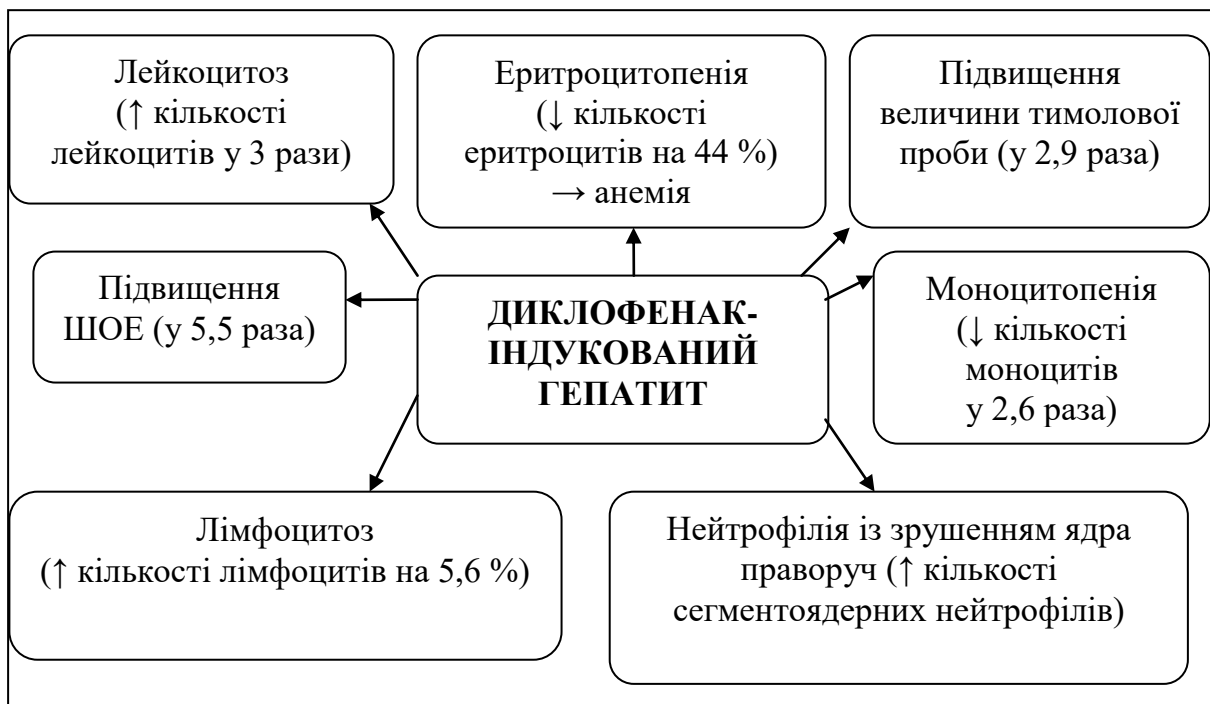 Лейкоцитоз
(↑ кількості
лейкоцитів у 3 рази)
Еритроцитопенія
(↓ кількості
еритроцитів на 44 %)
→ анемія
Підвищення
величини тимолової
проби (у 2,9 раза)
Підвищення
ШОЕ (у 5,5 раза)
ДИКЛОФЕНАК-
ІНДУКОВАНИЙ
ГЕПАТИТ
Моноцитопенія
(↓ кількості
моноцитів
у 2,6 раза)
Лімфоцитоз
(↑ кількості лімфоцитів на 5,6 %)
Нейтрофілія із зрушенням ядра
праворуч (↑ кількості
сегментоядерних нейтрофілів)